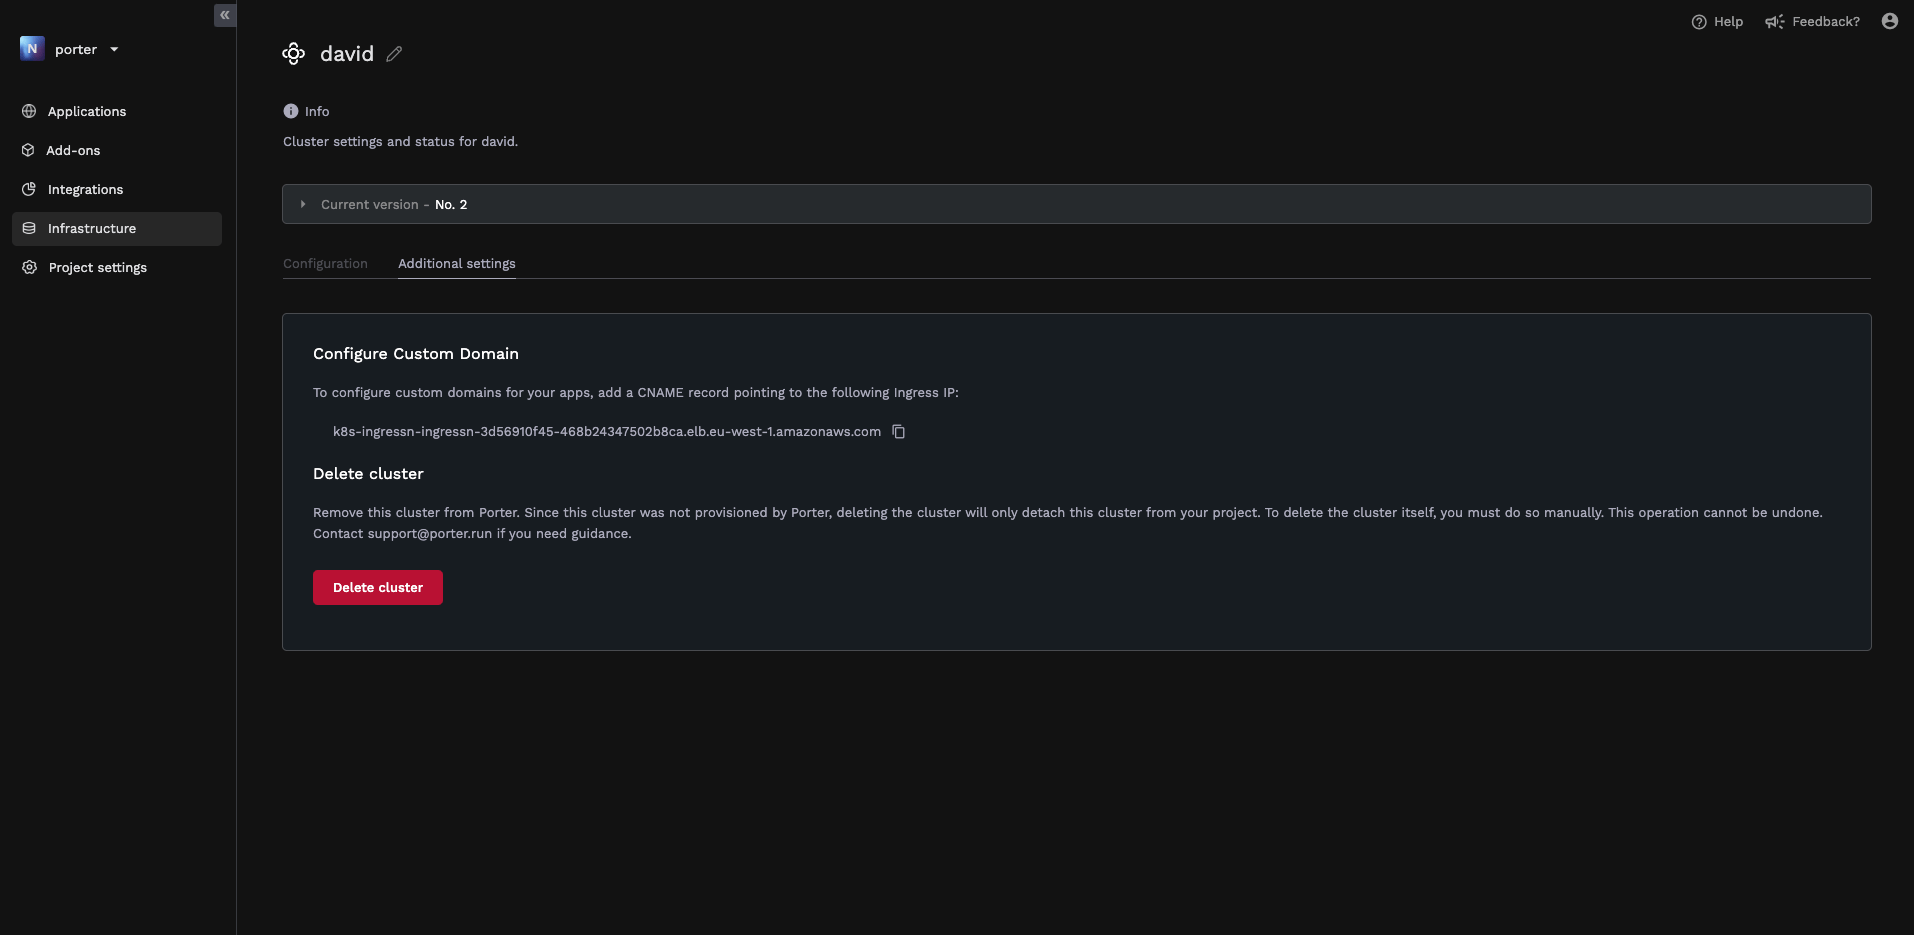 «
N porter
Help
Feedback?
david
Applications
Add-ons
Integrations
Infrastructure
Project settings
Info
Cluster settings and status for david.
Current version - No. 2
Configuration
Additional settings
Configure Custom Domain
To configure custom domains for your apps, add a CNAME record pointing to the following Ingress IP:
k8s-ingressn-ingressn-3d56910f45-468b24347502b8ca.elb.eu-west-1.amazonaws.com
Delete cluster
Remove this cluster from Porter. Since this cluster was not provisioned by Porter, deleting the cluster will only detach this cluster from your project. To delete the cluster itself, you must do so manually. This operation cannot be undone.
Contact support@porter.run if you need guidance.
Delete cluster